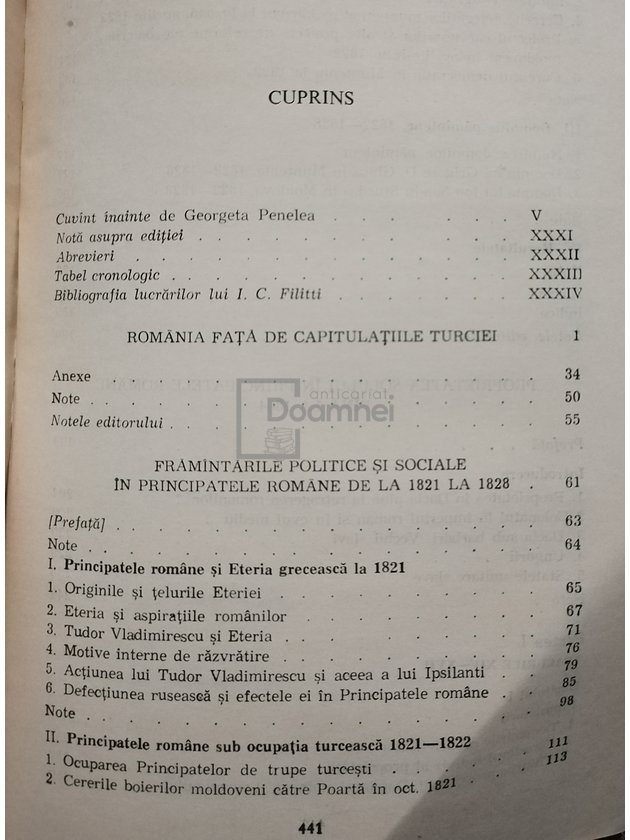 CUPRINS
Cuvînt înainte de Georgeta Penelea . . . . . . . V
Notă asupra ediției . . . . . . . . . . . XXXI
Abrevieri . . . . . . . . . . . . . XXXII
Tabel cronologic . . . . . . . . . . . . XXXIII
Bibliografia lucrărilor lui I. C. Filitti . . . . . . . XXXIV
ROMÂNIA FAȚĂ DE CAPITULAȚIILE TURCIEI 1
Anexe . . . . . . . . . . . . . . 34
Note . . . . . . . . . . . . . . 50
Notele editorului . . . . . . . . . . . . 55
anticariat
Doamnei
FRĂMÎNTĂRILE POLITICE ȘI SOCIALE
ÎN PRINCIPATELE ROMÂNE DE LA 1821 LA 1828 . 61
[Prefață] . . . . . . . . . . . . . 63
Note . . . . . . . . . . . . . . 64
I. Principatele române și Eteria grecească la 1821
1. Originile și țelurile Eteriei . . . . . . . . . 65
2. Eteria și aspirațiile românilor . . . . . . . . 67
3. Tudor Vladimirescu și Eteria . . . . . . . . 71
4. Motive interne de răzvrătire . . . . . . . . 76
5. Acțiunea lui Tudor Vladimirescu și aceea a lui Ipsilanti . . 79
6. Defecțiunea rusească și efectele ei în Principatele române . . 85
Note . . . . . . . . . . . . . . 98
II. Principatele române sub ocupația turcească 1821—1822
1. Ocuparea Principatelor de trupe turcești . . . . . 111
2. Cererile boierilor moldoveni către Poartă în oct. 1821 . . . 113
441